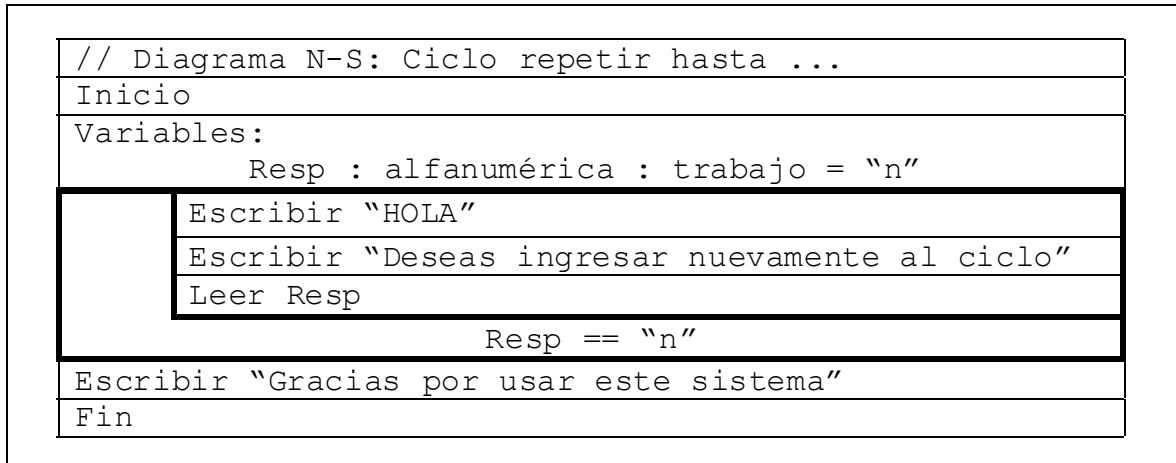 // Diagrama N-S: Ciclo repetir hasta ...
Inicio
Variables:
Resp : alfanumérica : trabajo = “n”
Escribir “HOLA”
Escribir “Deseas ingresar nuevamente al ciclo”
Leer Resp
Resp == “n”
Escribir “Gracias por usar este sistema”
Fin